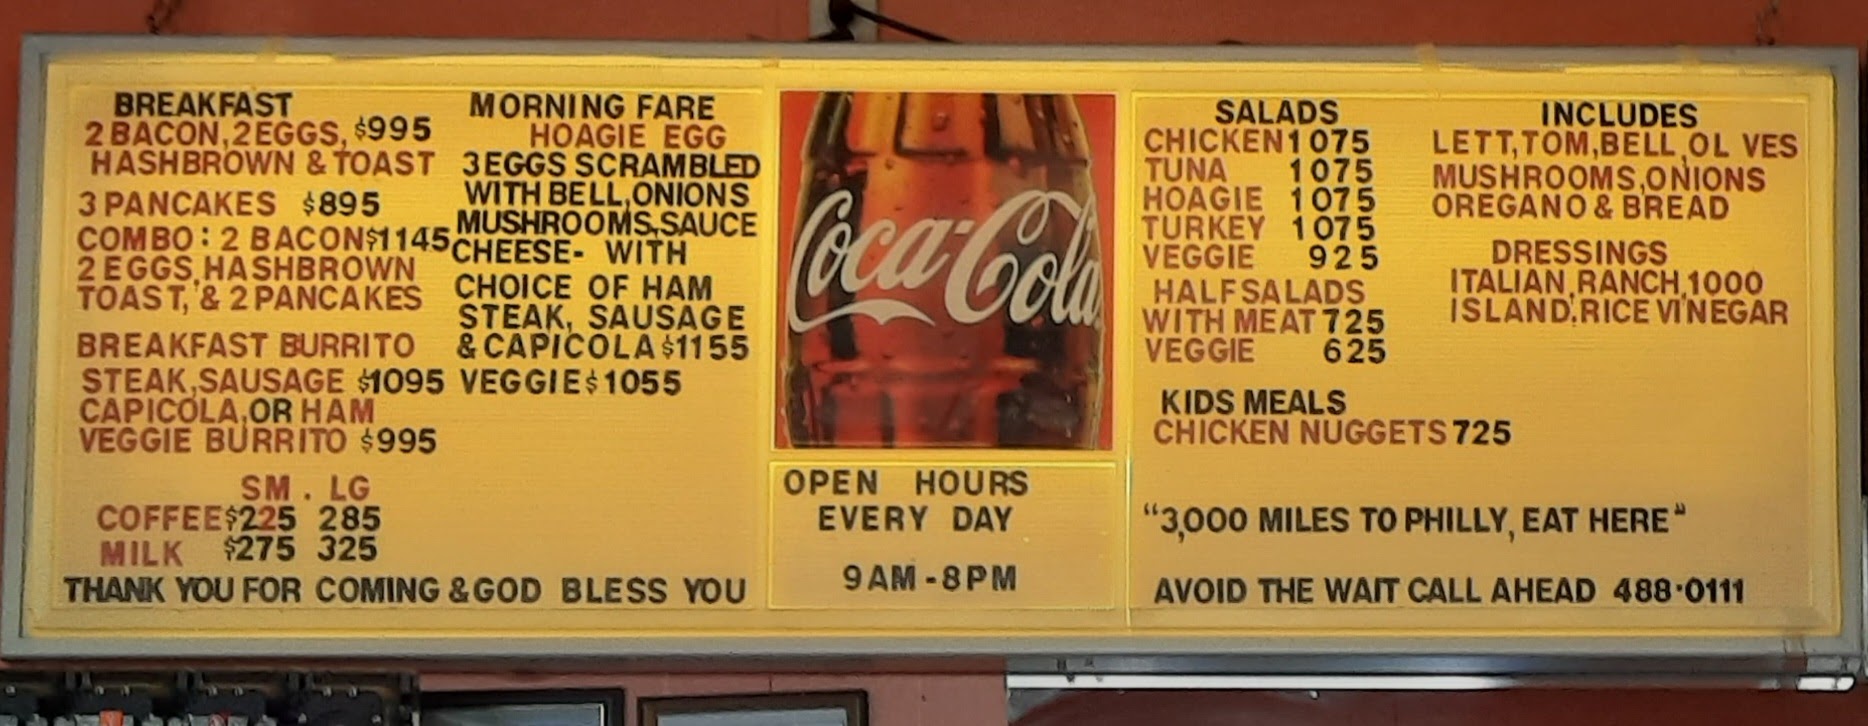 BREAKFAST
2 BACON, 2 EGGS, $995
HASHBROWN & TOAST
3 PANCAKES $895
COMBO: 2 BACON $1145
2 EGGS, HASHBROWN
TOAST, & 2 PANCAKES
BREAKFAST BURRITO
STEAK, SAUSAGE $1095
CAPICOLA, OR HAM
VEGGIE BURRITO $995
SM . LG
COFFEE $225 285
MILK $275 325
MORNING FARE
HOAGIE EGG
3 EGGS SCRAMBLED
WITH BELL, ONIONS
MUSHROOMS, SAUCE
CHEESE- WITH
CHOICE OF HAM
STEAK, SAUSAGE
& CAPICOLA $1155
VEGGIE $1055
THANK YOU FOR COMING & GOD BLESS YOU
Coca-Cola
OPEN HOURS
EVERY DAY
9 AM - 8 PM
SALADS
CHICKEN 1075
TUNA 1075
HOAGIE 1075
TURKEY 1075
VEGGIE 925
HALF SALADS
WITH MEAT 725
VEGGIE 625
KIDS MEALS
CHICKEN NUGGETS 725
INCLUDES
LETT, TOM, BELL, OL VES
MUSHROOMS, ONIONS
OREGANO & BREAD
DRESSINGS
ITALIAN, RANCH, 1000
ISLAND, RICE VINEGAR
"3,000 MILES TO PHILLY, EAT HERE"
AVOID THE WAIT CALL AHEAD 488·0111